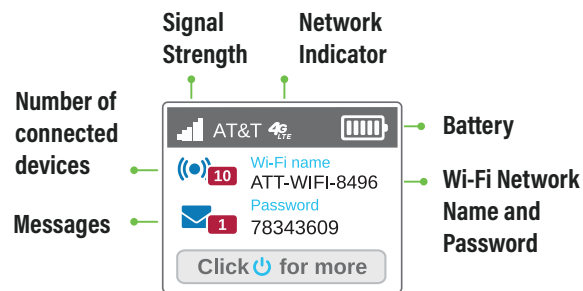 Signal
Strength
Network
Indicator
Number of
connected
devices
Messages
AT&T 4G
LTE
10
Wi-Fi name
ATT-WIFI-8496
1
Password
78343609
Click for more
Battery
Wi-Fi Network
Name and
Password